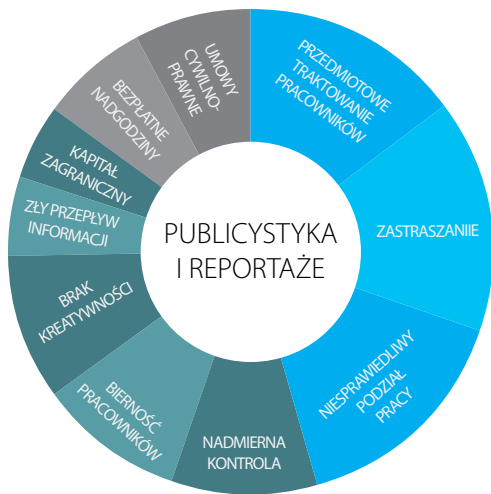 PUBLICYSTYKA
I REPORTAŻE
PRZEDMIOTOWE
TRAKTOWANIE
PRACOWNIKÓW
ZASTRASZANIIE
NIESPRAWIEDLIWY
PODZIAŁ
PRACY
NADMIERNA
KONTROLA
BIERNOŚĆ
PRACOWNIKÓW
BRAK
KREATYWNOŚCI
ZŁY PRZEPŁYW
INFORMACJI
KAPITAŁ
ZAGRANICZNY
BEZPŁATNE
NADGODZINY
UMOWY
CYWILNO-
PRAWNE